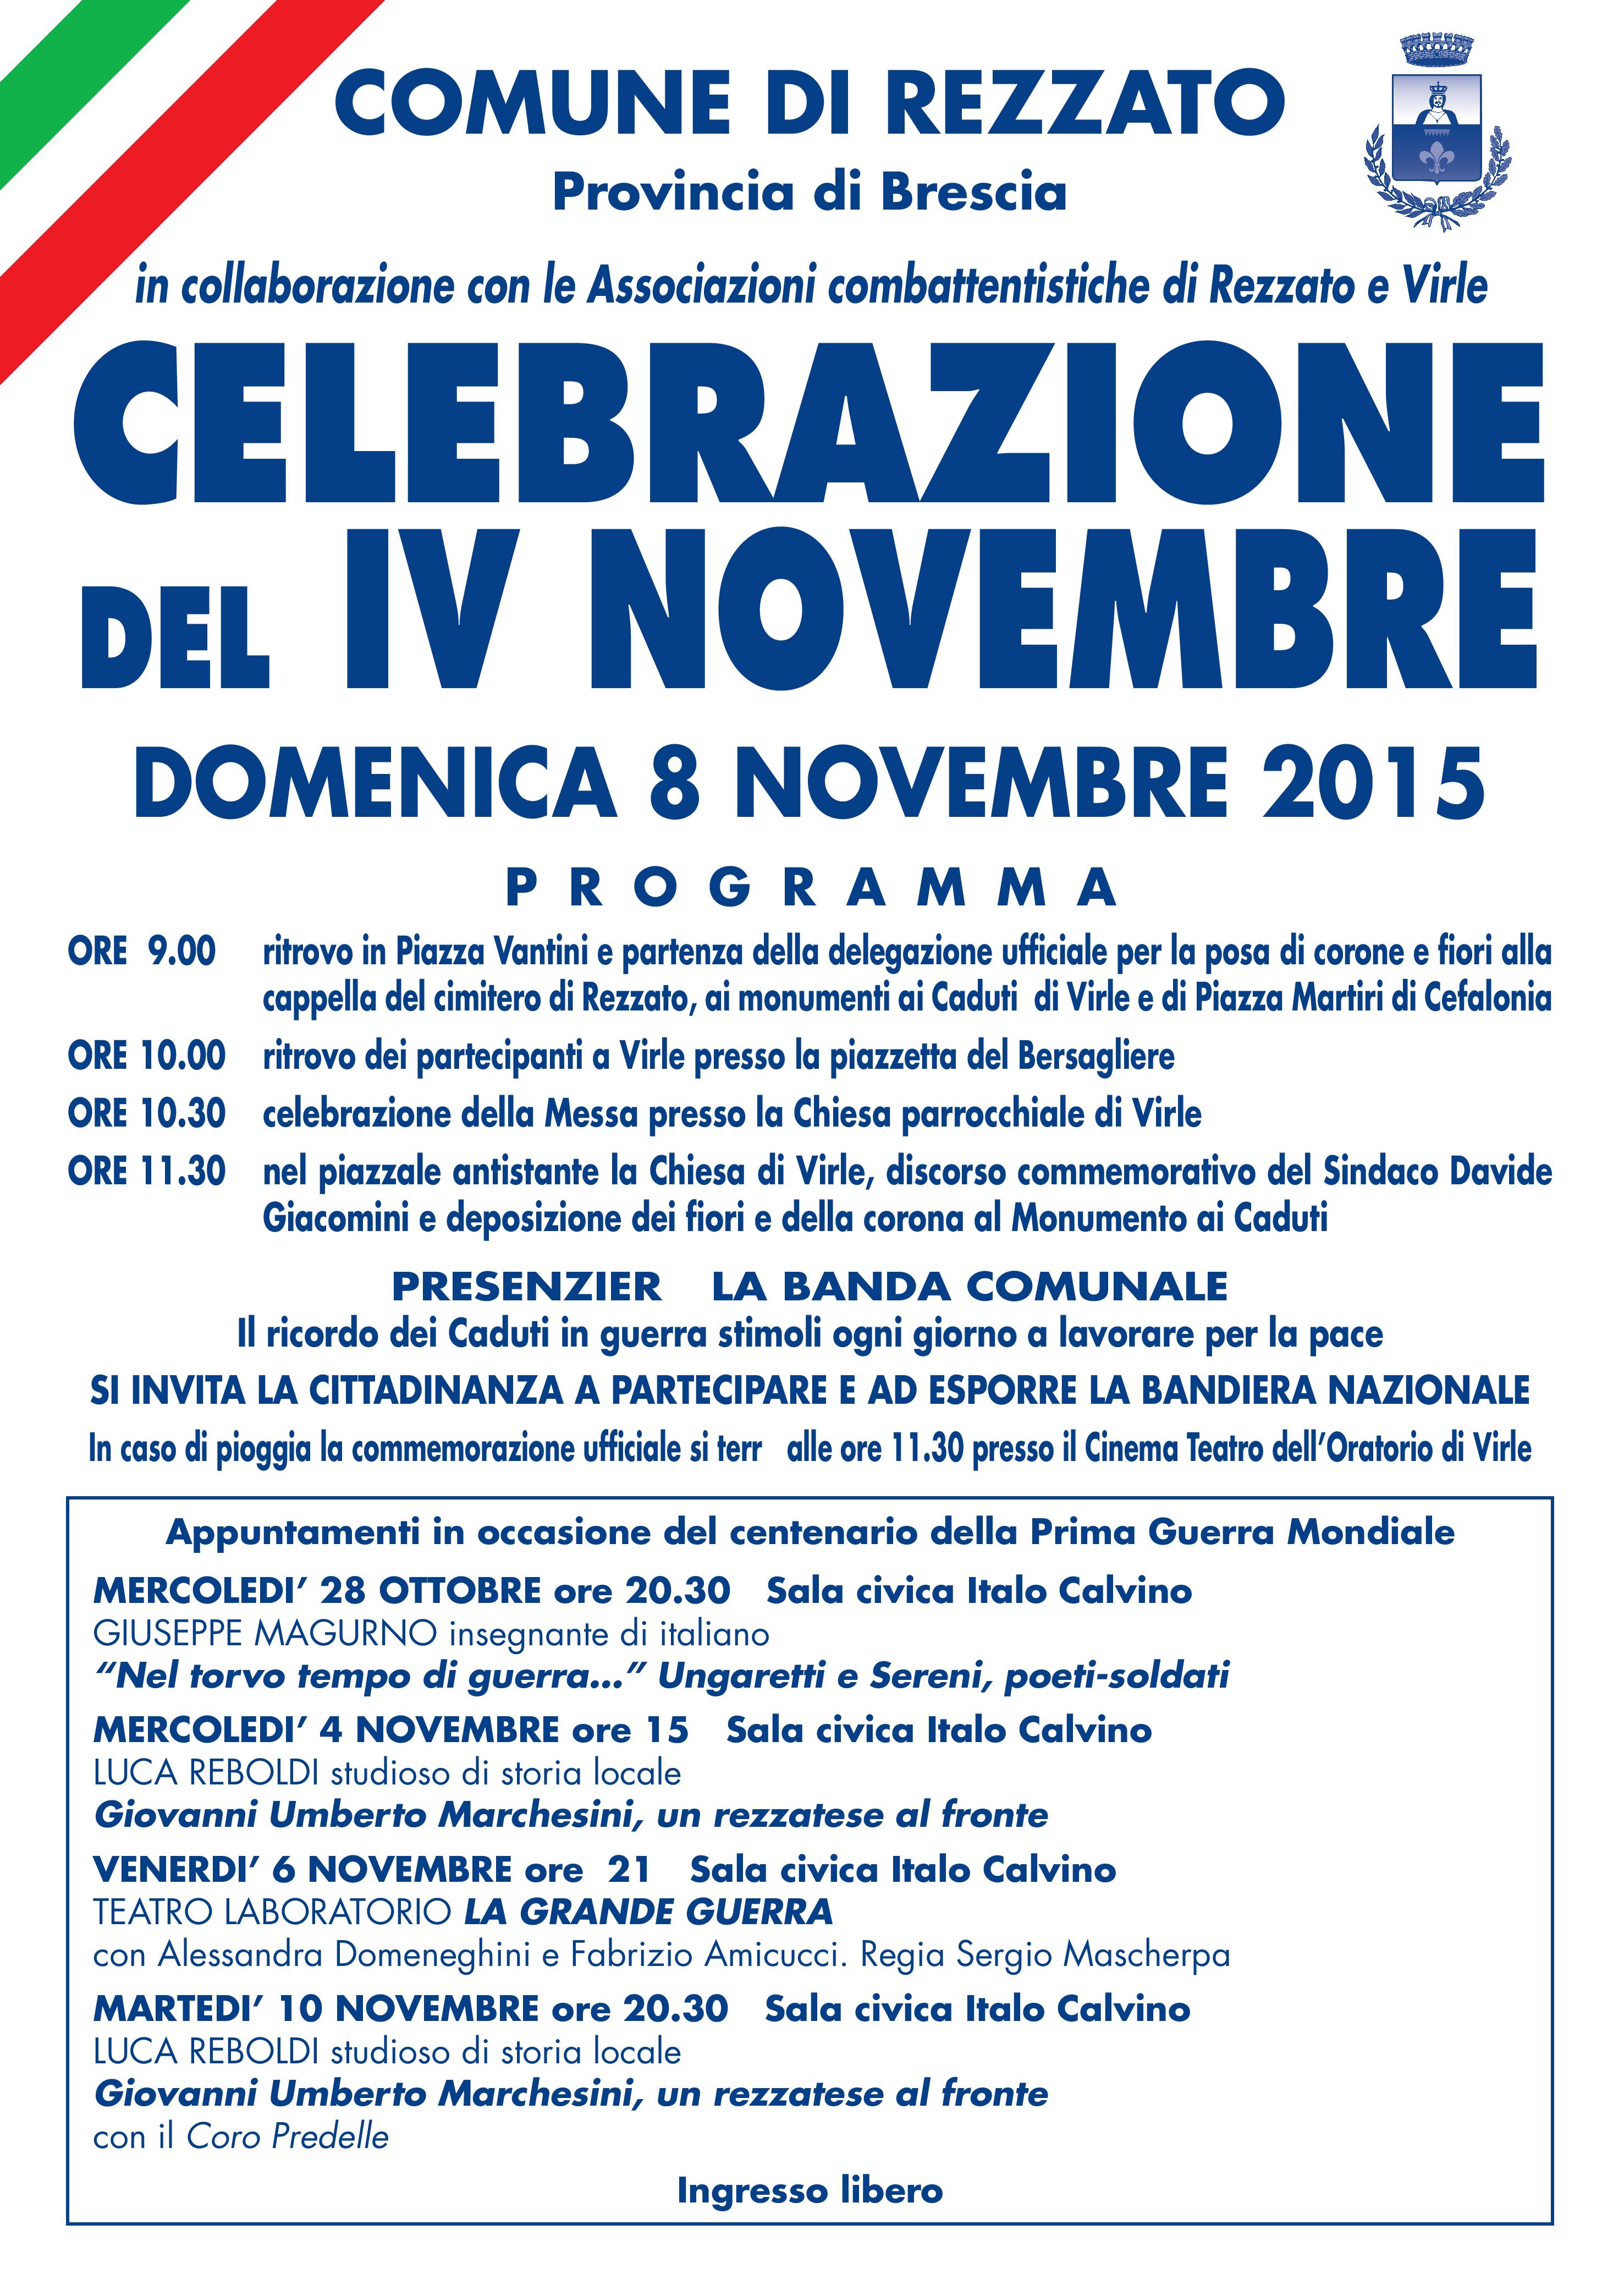 COMUNE DI REZZATO
Provincia di Brescia
in collaborazione con le Associazioni combattentistiche di Rezzato e Virle
CELEBRAZIONE
DEL IV NOVEMBRE
DOMENICA 8 NOVEMBRE 2015
PROGRAMMA
ORE 9.00 ritrovo in Piazza Vantini e partenza della delegazione ufficiale per la posa di corone e fiori alla
cappella del cimitero di Rezzato, ai monumenti ai Caduti di Virle e di Piazza Martiri di Cefalonia
ORE 10.00 ritrovo dei partecipanti a Virle presso la piazzetta del Bersagliere
ORE 10.30 celebrazione della Messa presso la Chiesa parrocchiale di Virle
ORE 11.30 nel piazzale antistante la Chiesa di Virle, discorso commemorativo del Sindaco Davide
Giacomini e deposizione dei fiori e della corona al Monumento ai Caduti
PRESENZIER LA BANDA COMUNALE
Il ricordo dei Caduti in guerra stimoli ogni giorno a lavorare per la pace
SI INVITA LA CITTADINANZA A PARTECIPARE E AD ESPORRE LA BANDIERA NAZIONALE
In caso di pioggia la commemorazione ufficiale si terr alle ore 11.30 presso il Cinema Teatro dell’Oratorio di Virle
Appuntamenti in occasione del centenario della Prima Guerra Mondiale
MERCOLEDI’ 28 OTTOBRE ore 20.30 Sala civica Italo Calvino
GIUSEPPE MAGURNO insegnante di italiano
“Nel torvo tempo di guerra...” Ungaretti e Sereni, poeti-soldati
MERCOLEDI’ 4 NOVEMBRE ore 15 Sala civica Italo Calvino
LUCA REBOLDI studioso di storia locale
Giovanni Umberto Marchesini, un rezzatese al fronte
VENERDI’ 6 NOVEMBRE ore 21 Sala civica Italo Calvino
TEATRO LABORATORIO LA GRANDE GUERRA
con Alessandra Domeneghini e Fabrizio Amicucci. Regia Sergio Mascherpa
MARTEDI’ 10 NOVEMBRE ore 20.30 Sala civica Italo Calvino
LUCA REBOLDI studioso di storia locale
Giovanni Umberto Marchesini, un rezzatese al fronte
con il Coro Predelle
Ingresso libero